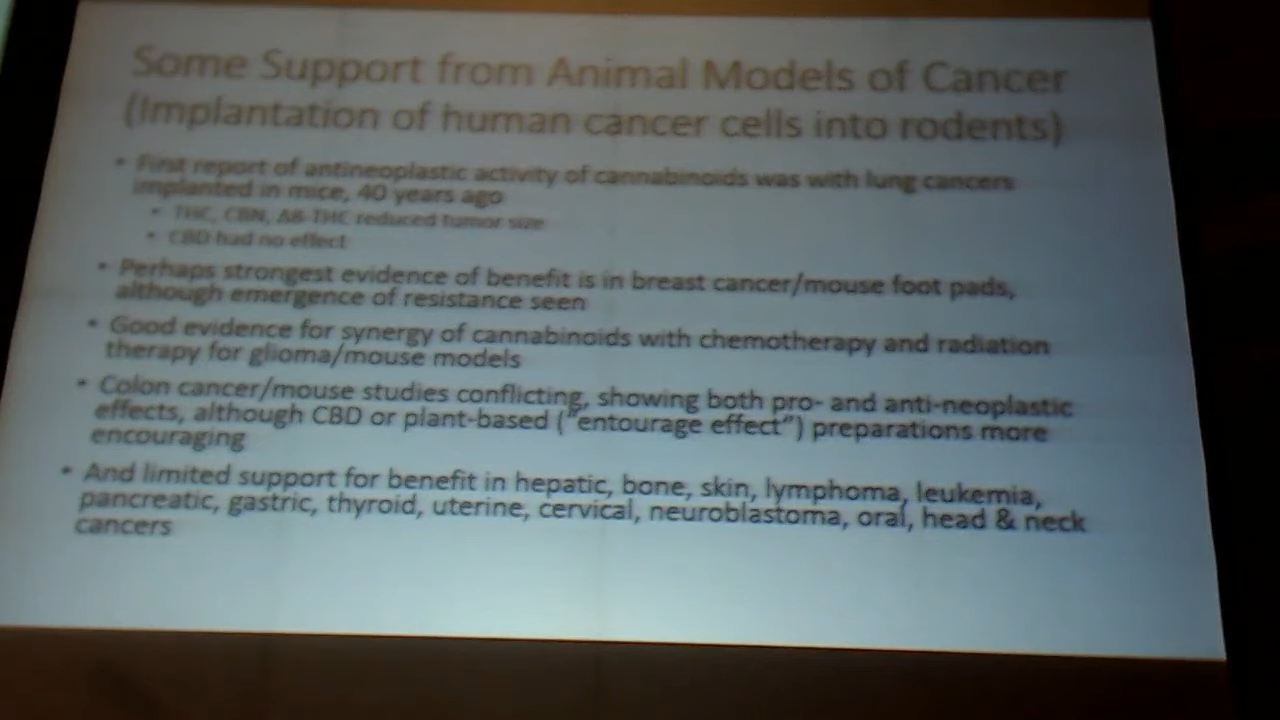 Some Support from Animal Models of Cancer
(Implantation of human cancer cells into rodents)
• First report of antineoplastic activity of cannabinoids was with lung cancers
implanted in mice, 40 years ago
• THC, CBN, Δ8-THC reduced tumor size
• CBD had no effect
• Perhaps strongest evidence of benefit is in breast cancer/mouse foot pads,
although emergence of resistance seen
• Good evidence for synergy of cannabinoids with chemotherapy and radiation
therapy for glioma/mouse models
• Colon cancer/mouse studies conflicting, showing both pro- and anti-neoplastic
effects, although CBD or plant-based ("entourage effect") preparations more
encouraging
• And limited support for benefit in hepatic, bone, skin, lymphoma, leukemia,
pancreatic, gastric, thyroid, uterine, cervical, neuroblastoma, oral, head & neck
cancers